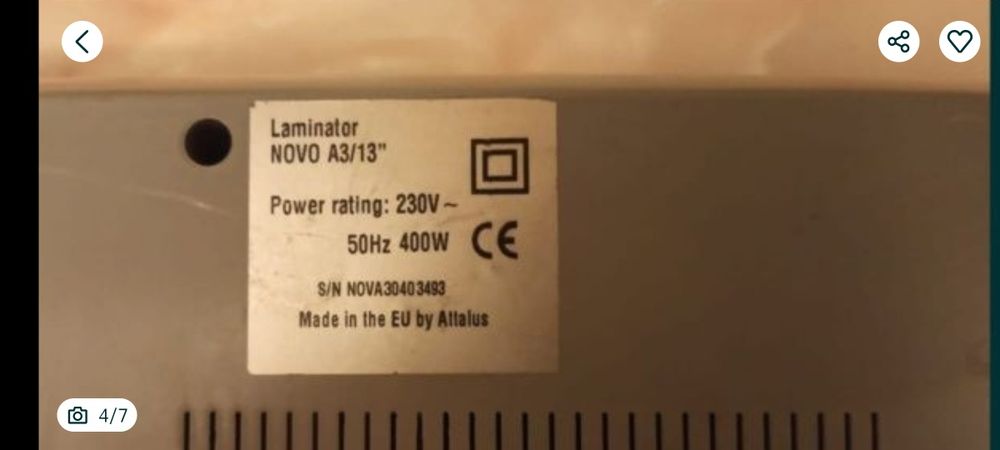 Laminator
NOVO A3/13”
Power rating: 230V~
50Hz 400W
CE
S/N NOVA30403493
Made in the EU by Attalus
4/7